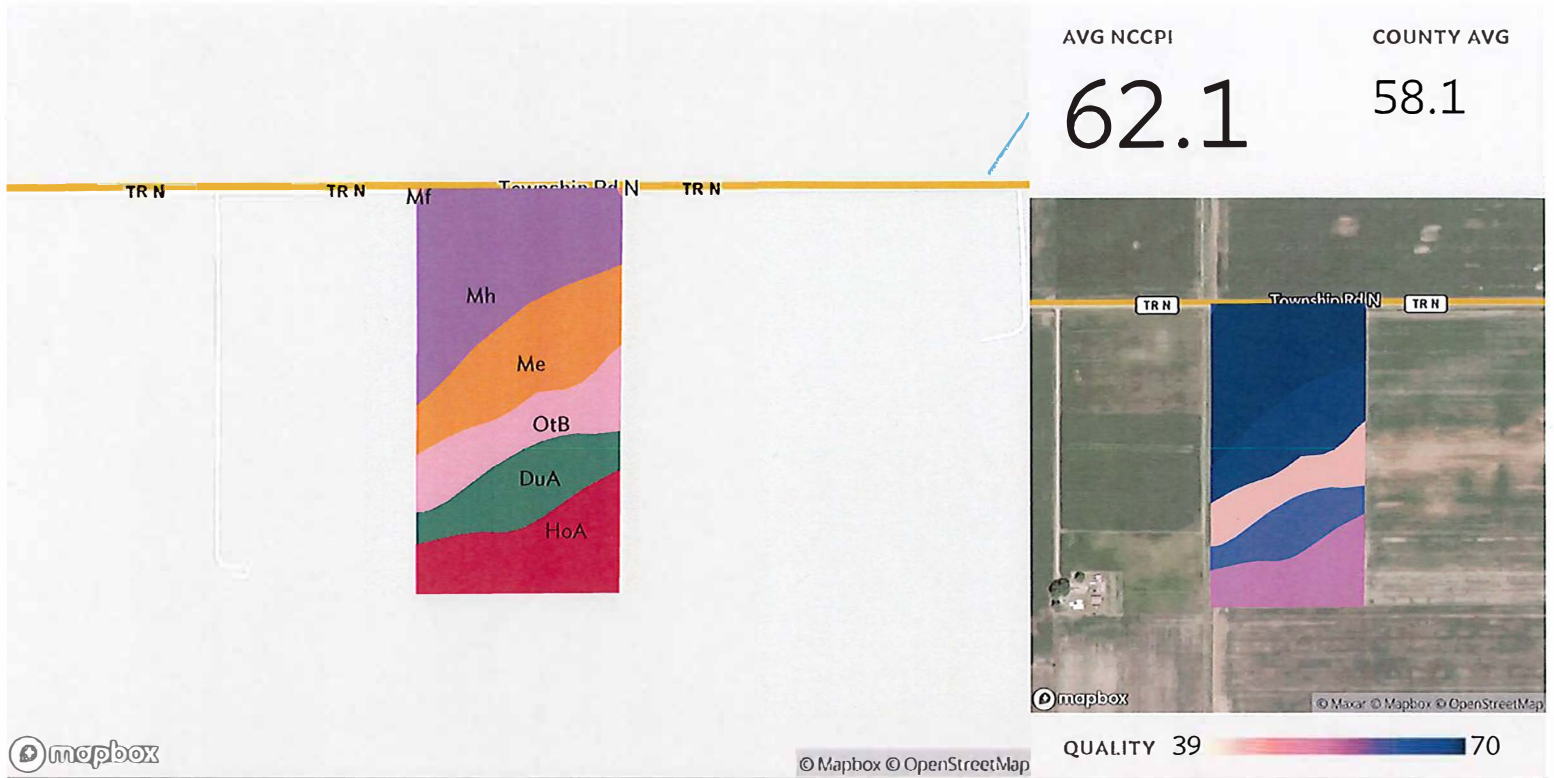 AVG NCCPI
62.1
COUNTY AVG
58.1
TR N
TR N
Township Rd N
TR N
Mf
Mh
Me
OtB
DuA
HoA
mapbox
© Mapbox © OpenStreetMap
TR N
Township Rd N
TR N
mapbox
© Maxar © Mapbox © OpenStreetMap
QUALITY 39 70